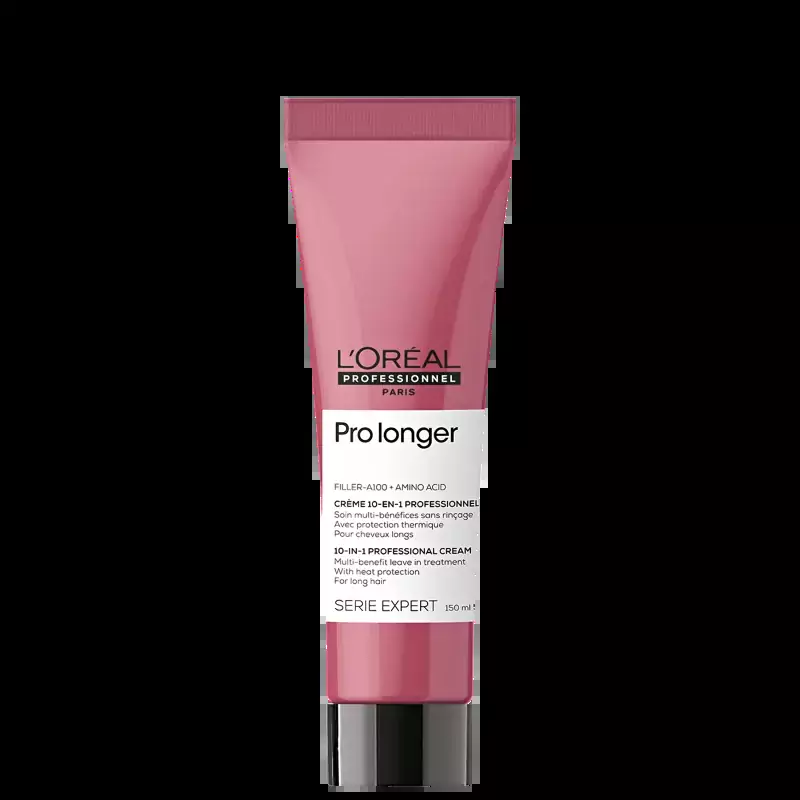 L'ORÉAL
PROFESSIONNEL
PARIS
Pro longer
FILLER-A100 + AMINO ACID
CRÈME 10-EN-1 PROFESSIONNEL
Soin multi-bénéfices sans rinçage
Avec protection thermique
Pour cheveux longs
10-IN-1 PROFESSIONAL CREAM
Multi-benefit leave in treatment
With heat protection
For long hair
SERIE EXPERT 150 ml